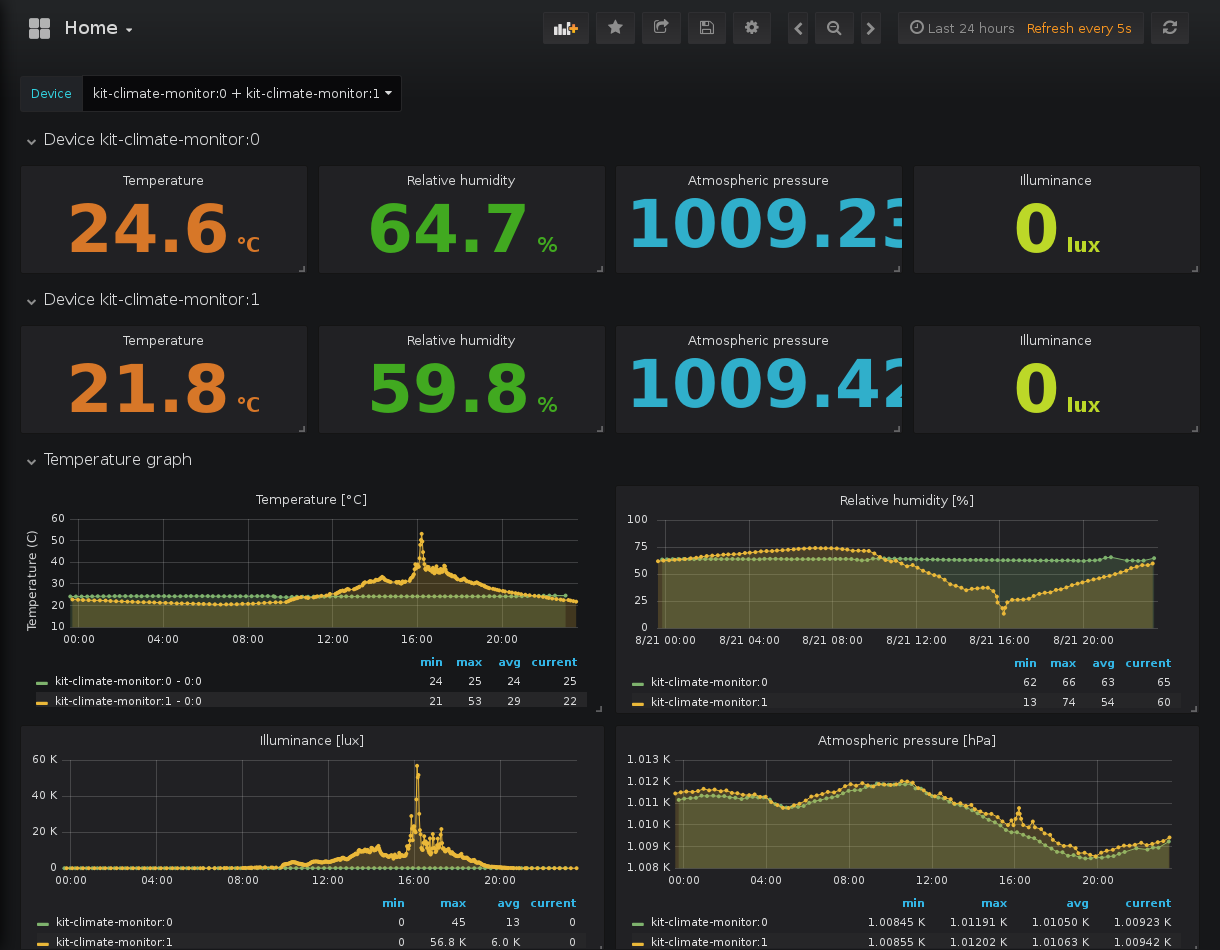 Home
Last 24 hours Refresh every 5s
Device kit-climate-monitor:0 + kit-climate-monitor:1
Device kit-climate-monitor:0
Temperature Relative humidity Atmospheric pressure Illuminance
24.6 °C 64.7 % 1009.23 0 lux
Device kit-climate-monitor:1
Temperature Relative humidity Atmospheric pressure Illuminance
21.8 °C 59.8 % 1009.42 0 lux
Temperature graph
Temperature [°C]
Temperature (C)
60
50
40
30
20
10
00:00 04:00 08:00 12:00 16:00 20:00
min max avg current
kit-climate-monitor:0 - 0:0 24 25 24 25
kit-climate-monitor:1 - 0:0 21 53 29 22
Relative humidity [%]
100
75
50
25
0
8/21 00:00 8/21 04:00 8/21 08:00 8/21 12:00 8/21 16:00 8/21 20:00
min max avg current
kit-climate-monitor:0 62 66 63 65
kit-climate-monitor:1 13 74 54 60
Illuminance [lux]
60 K
40 K
20 K
0
00:00 04:00 08:00 12:00 16:00 20:00
min max avg current
kit-climate-monitor:0 0 45 13 0
kit-climate-monitor:1 0 56.8 K 6.0 K 0
Atmospheric pressure [hPa]
1.013 K
1.012 K
1.011 K
1.010 K
1.009 K
1.008 K
00:00 04:00 08:00 12:00 16:00 20:00
min max avg current
kit-climate-monitor:0 1.00845 K 1.01191 K 1.01050 K 1.00923 K
kit-climate-monitor:1 1.00855 K 1.01202 K 1.01063 K 1.00942 K